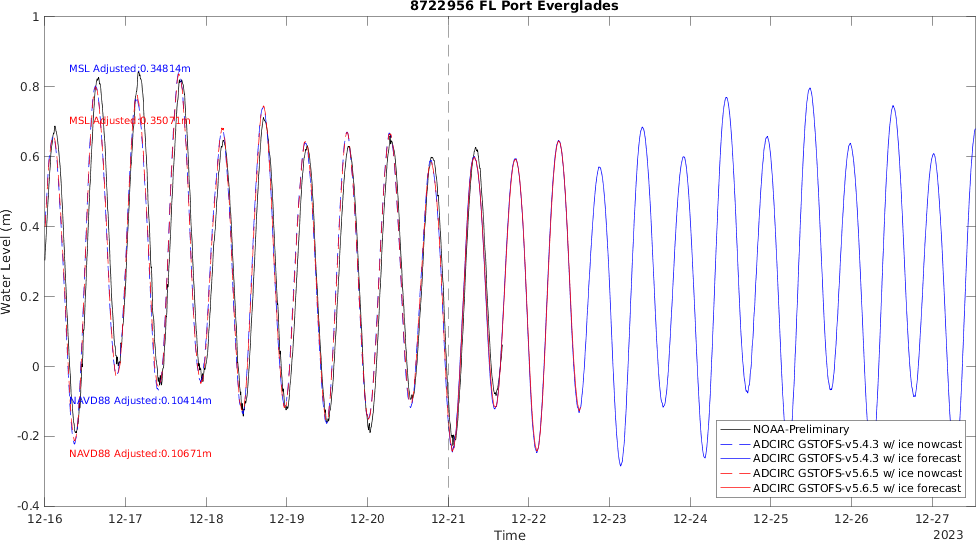 8722956 FL Port Everglades
1
0.8
0.6
0.4
0.2
0
-0.2
-0.4
Water Level (m)
MSL Adjusted:0.34814m
MSL Adjusted:0.35071m
NAVD88 Adjusted:0.10414m
NAVD88 Adjusted:0.10671m
NOAA-Preliminary
ADCIRC GSTOFS-v5.4.3 w/ ice nowcast
ADCIRC GSTOFS-v5.4.3 w/ ice forecast
ADCIRC GSTOFS-v5.6.5 w/ ice nowcast
ADCIRC GSTOFS-v5.6.5 w/ ice forecast
12-16 12-17 12-18 12-19 12-20 12-21 12-22 12-23 12-24 12-25 12-26 12-27
Time
2023